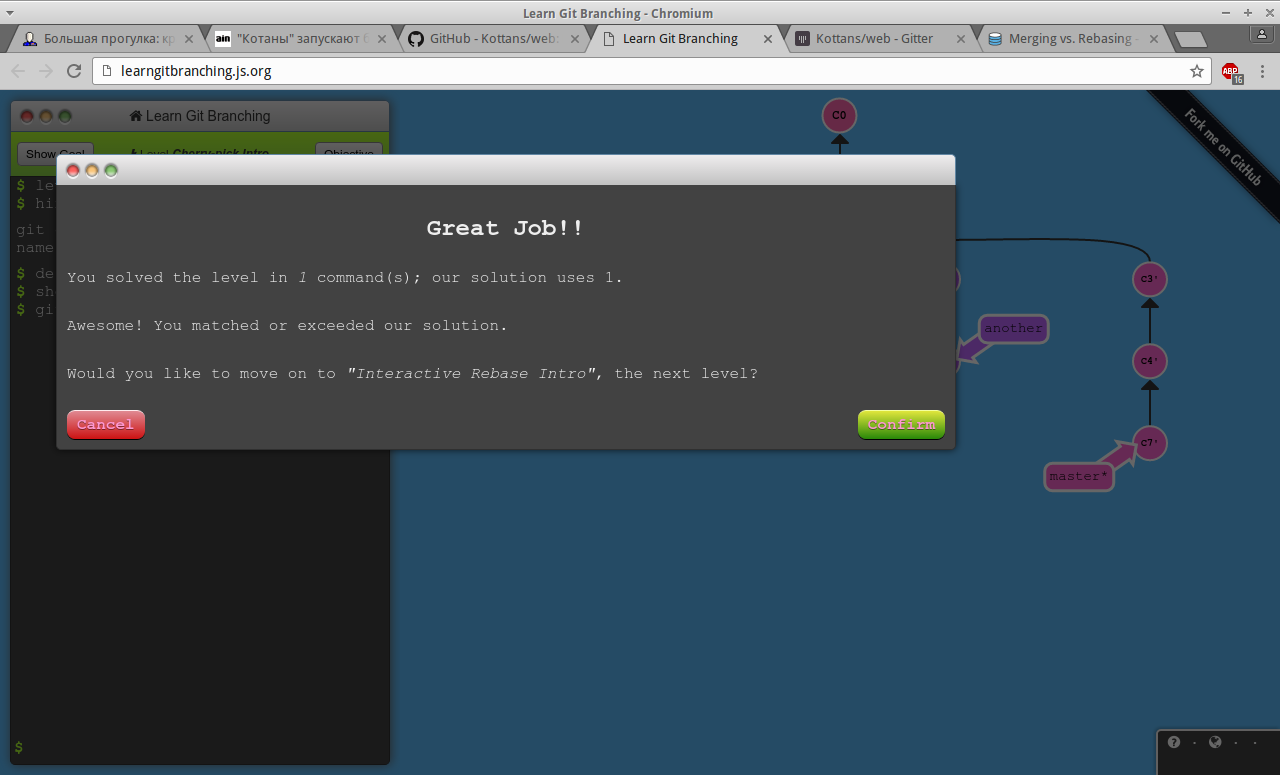 Learn Git Branching - Chromium
Большая прогулка: кр
ain "Котаны" запускают б
GitHub - Kottans/web:
Learn Git Branching
Kottans/web - Gitter
Merging vs. Rebasing -
learngitbranching.js.org
ABP
16
Learn Git Branching
Level Cherry-pick Intro
Show Goal
Objective
$ le
$ hi
git
name
$ de
$ sh
$ gi
$
Great Job!!
You solved the level in 1 command(s); our solution uses 1.
Awesome! You matched or exceeded our solution.
Would you like to move on to "Interactive Rebase Intro", the next level?
Cancel
Confirm
C0
C3'
another
C4'
C7'
master*
Fork me on GitHub
?